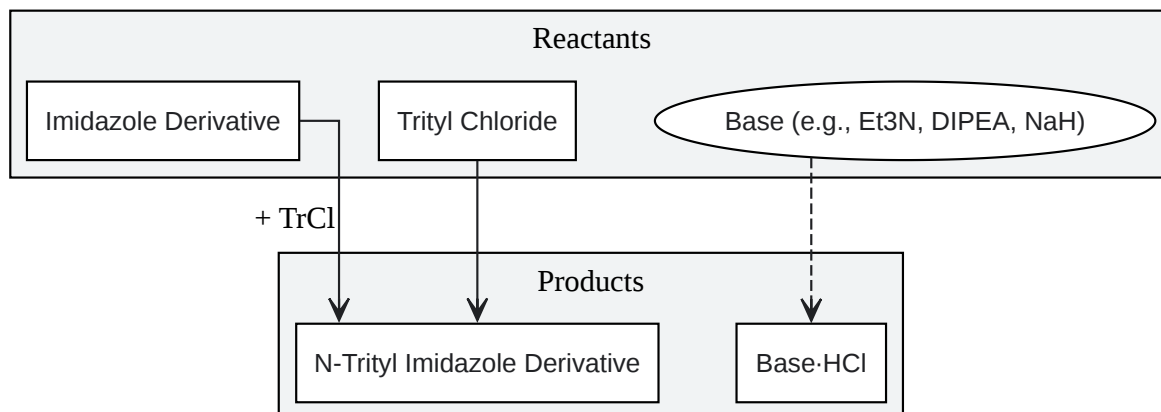 Reactants
Imidazole Derivative
Trityl Chloride
Base (e.g., Et3N, DIPEA, NaH)
+ TrCl
Products
N-Trityl Imidazole Derivative
Base·HCl